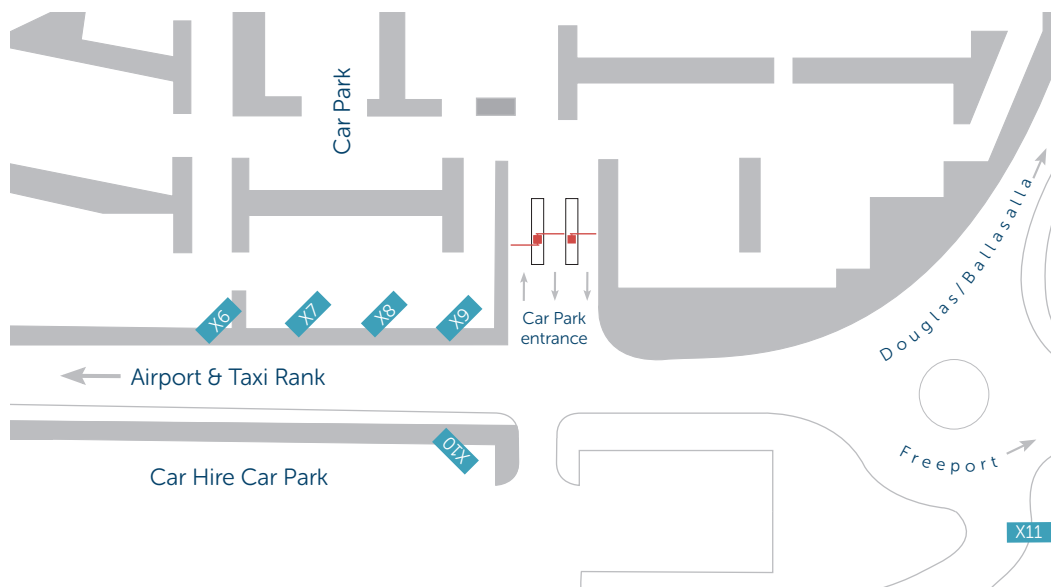 Car Park
Douglas/Ballasalla
X6
X7
X8
X9
Car Park
entrance
Airport & Taxi Rank
X10
Freeport
Car Hire Car Park
X11